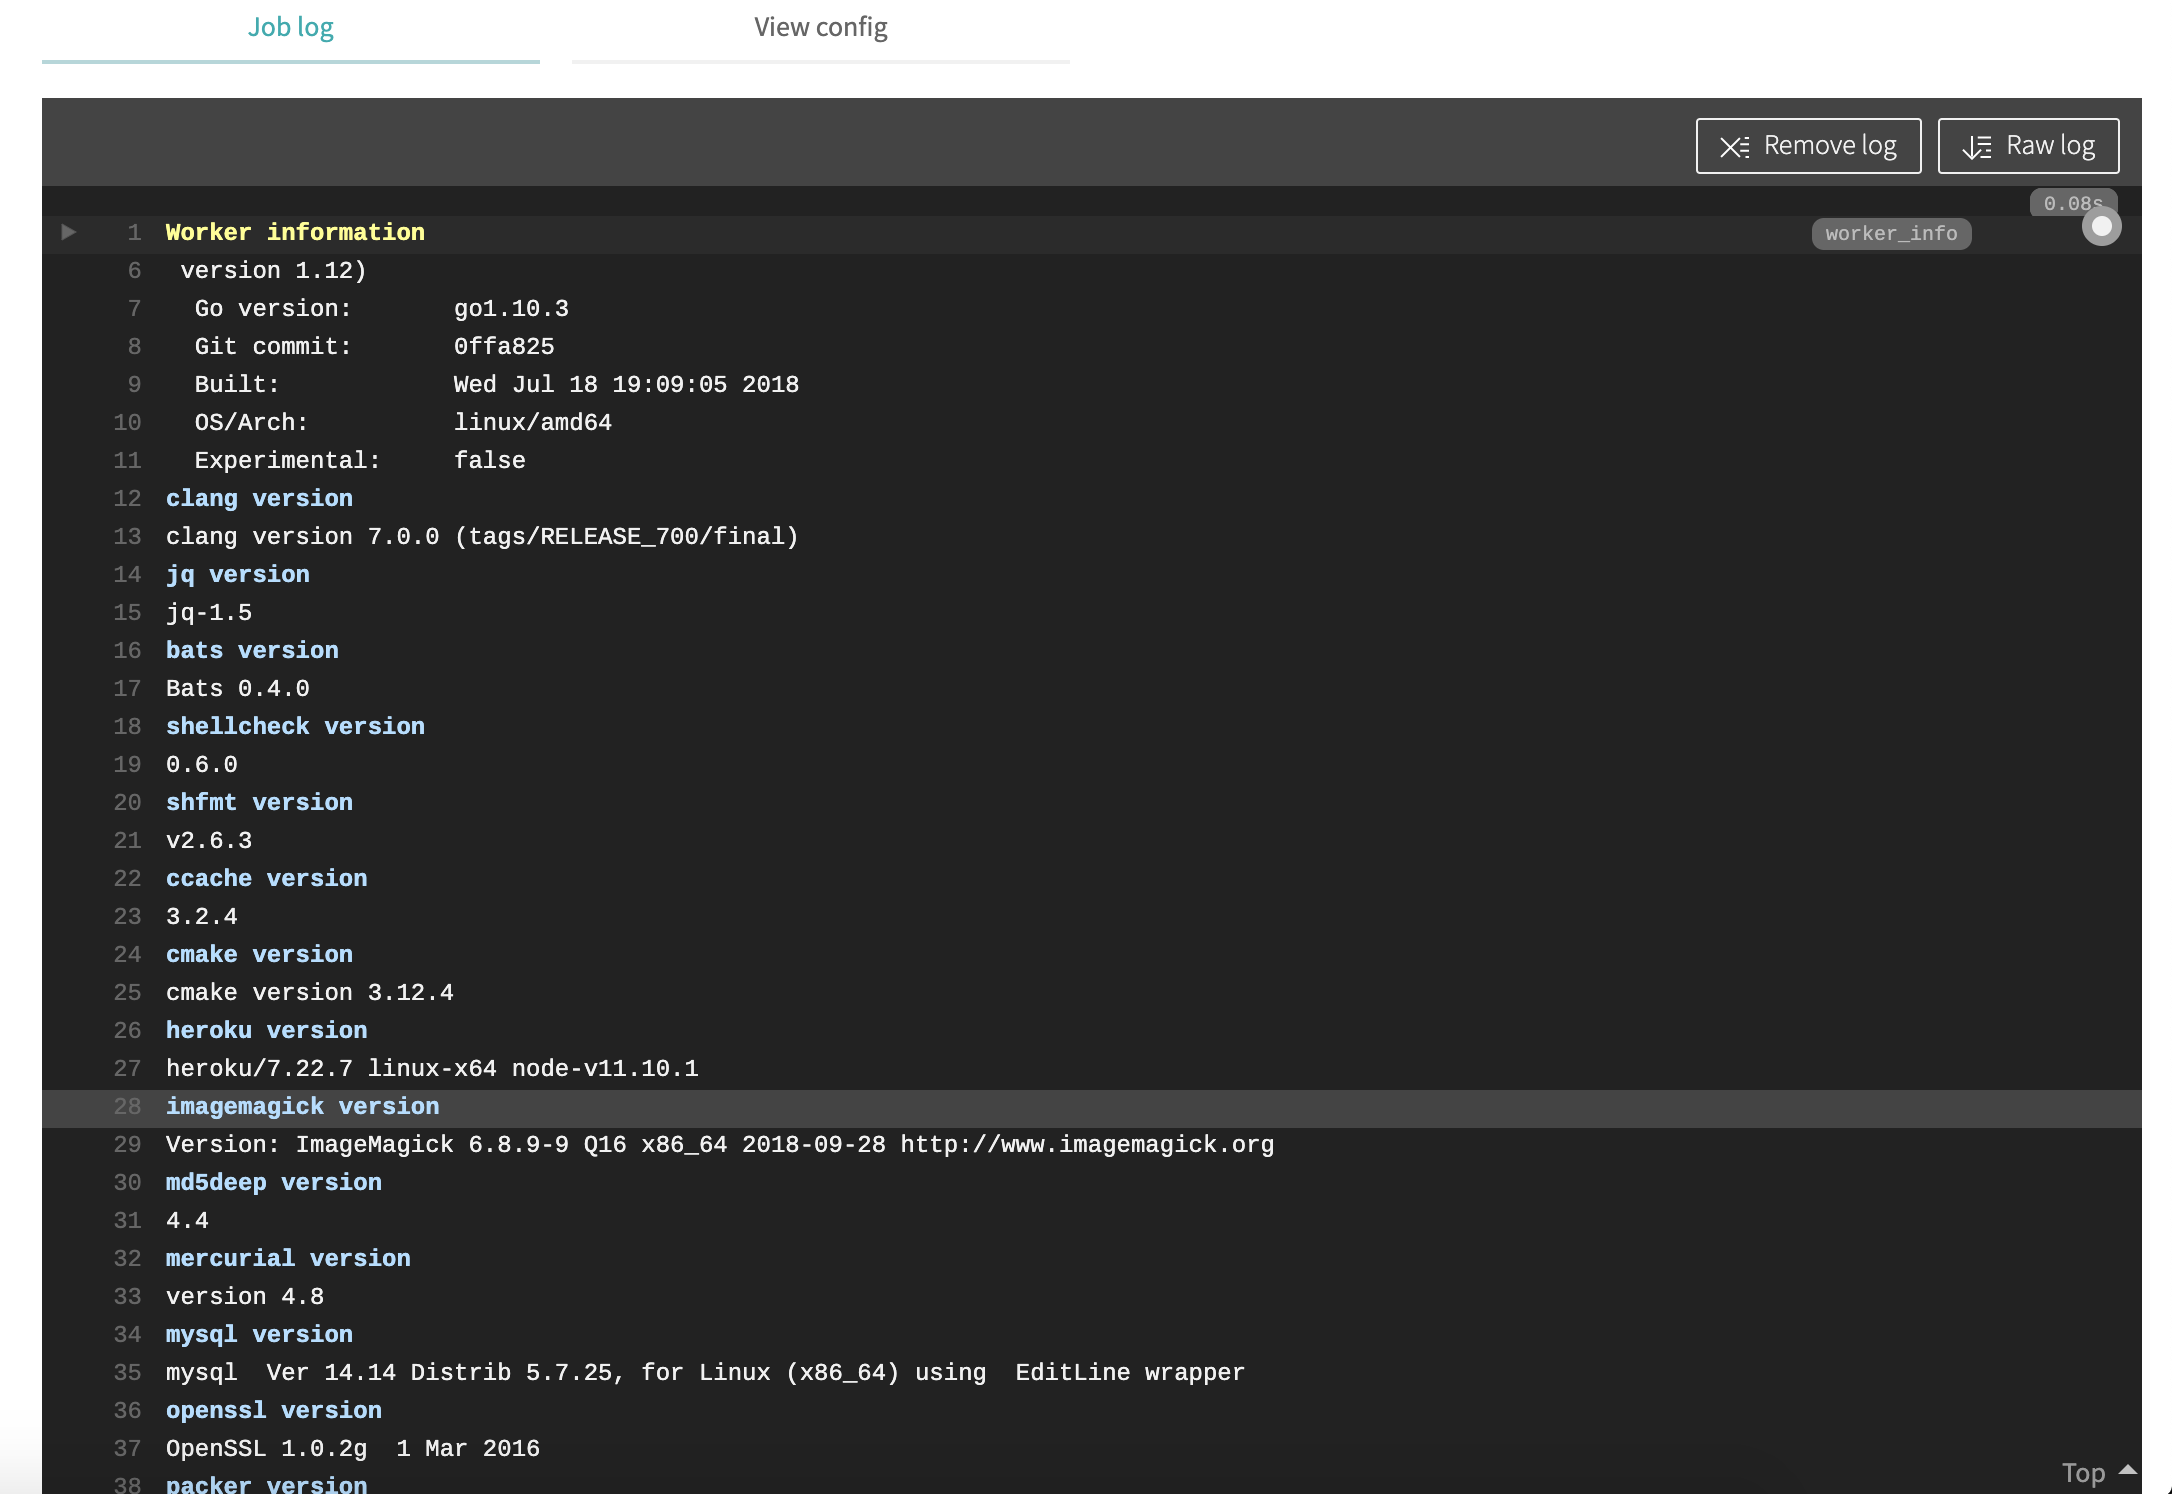 Job log View config
Remove log Raw log
0.08s
1 Worker information worker_info
6 version 1.12)
7 Go version: go1.10.3
8 Git commit: 0ffa825
9 Built: Wed Jul 18 19:09:05 2018
10 OS/Arch: linux/amd64
11 Experimental: false
12 clang version
13 clang version 7.0.0 (tags/RELEASE_700/final)
14 jq version
15 jq-1.5
16 bats version
17 Bats 0.4.0
18 shellcheck version
19 0.6.0
20 shfmt version
21 v2.6.3
22 ccache version
23 3.2.4
24 cmake version
25 cmake version 3.12.4
26 heroku version
27 heroku/7.22.7 linux-x64 node-v11.10.1
28 imagemagick version
29 Version: ImageMagick 6.8.9-9 Q16 x86_64 2018-09-28 http://www.imagemagick.org
30 md5deep version
31 4.4
32 mercurial version
33 version 4.8
34 mysql version
35 mysql  Ver 14.14 Distrib 5.7.25, for Linux (x86_64) using  EditLine wrapper
36 openssl version
37 OpenSSL 1.0.2g  1 Mar 2016
38 packer version
Top